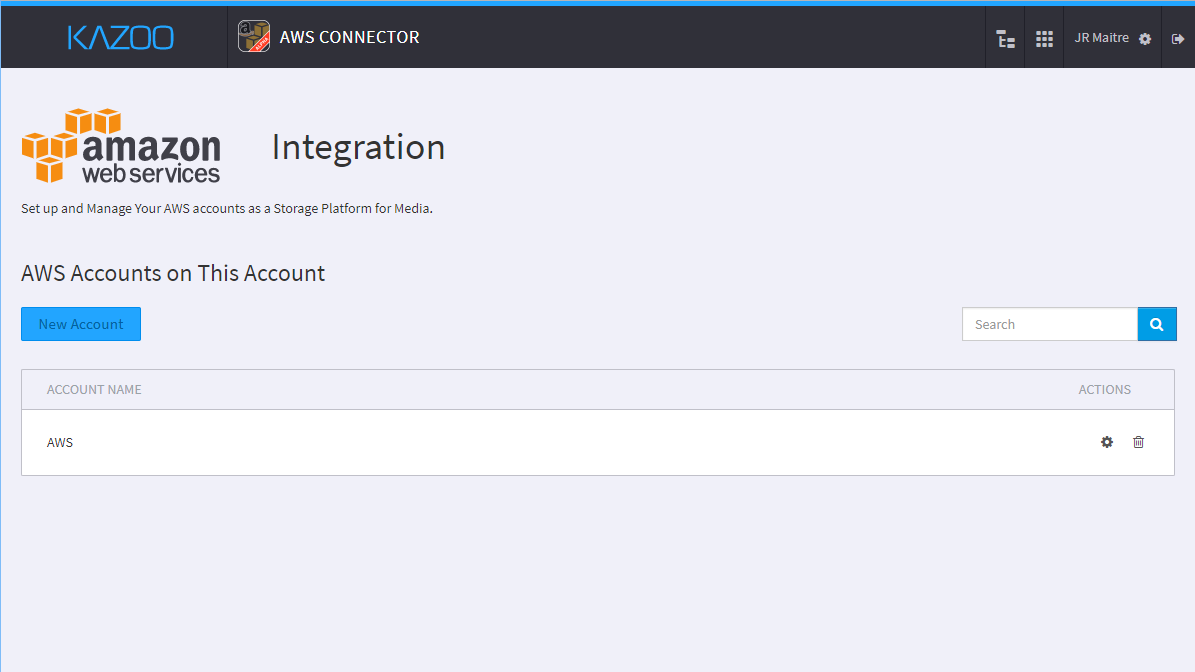 KAZOO
AWS CONNECTOR
JR Maitre
amazon
web services
Integration
Set up and Manage Your AWS accounts as a Storage Platform for Media.
AWS Accounts on This Account
New Account
Search
ACCOUNT NAME
ACTIONS
AWS